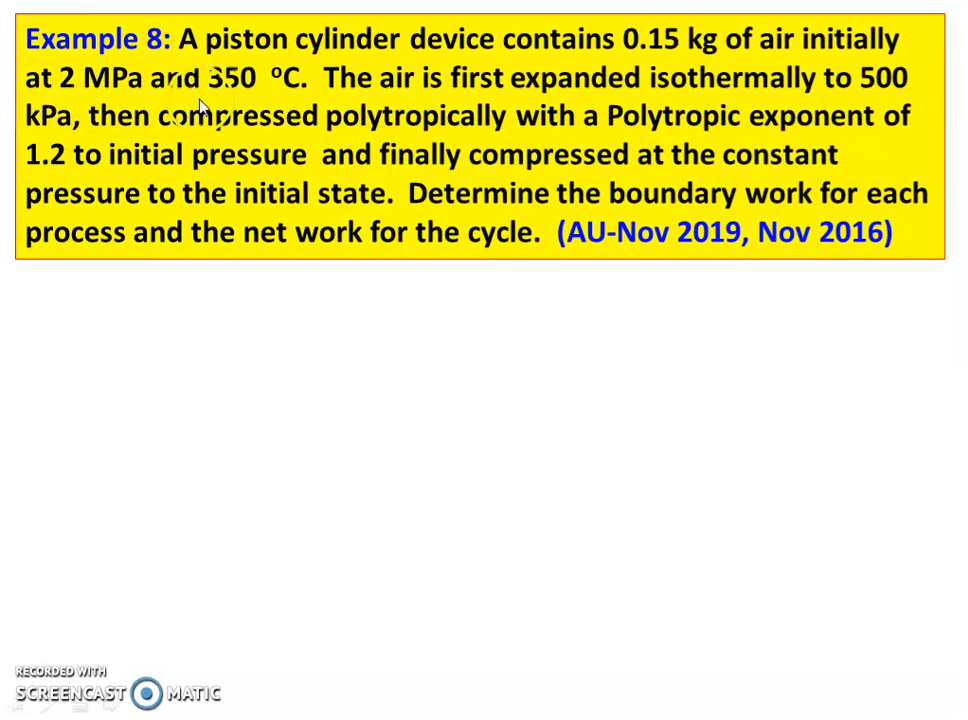 Example 8: A piston cylinder device contains 0.15 kg of air initially
at 2 MPa and 350 ºC. The air is first expanded isothermally to 500
kPa, then compressed polytropically with a Polytropic exponent of
1.2 to initial pressure and finally compressed at the constant
pressure to the initial state. Determine the boundary work for each
process and the net work for the cycle. (AU-Nov 2019, Nov 2016)
RECORDED WITH
SCREENCAST MATIC